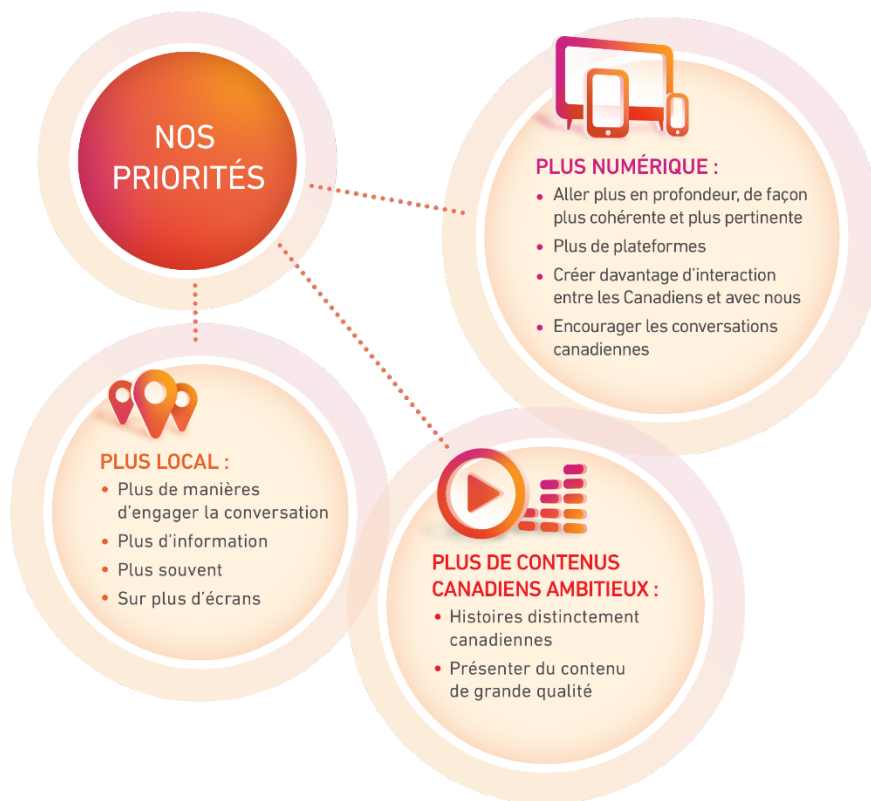 NOS
PRIORITÉS
PLUS NUMÉRIQUE :
• Aller plus en profondeur, de façon
plus cohérente et plus pertinente
• Plus de plateformes
• Créer davantage d'interaction
entre les Canadiens et avec nous
• Encourager les conversations
canadiennes
PLUS LOCAL :
• Plus de manières
d'engager la conversation
• Plus d'information
• Plus souvent
• Sur plus d'écrans
PLUS DE CONTENUS
CANADIENS AMBITIEUX :
• Histoires distinctement
canadiennes
• Présenter du contenu
de grande qualité